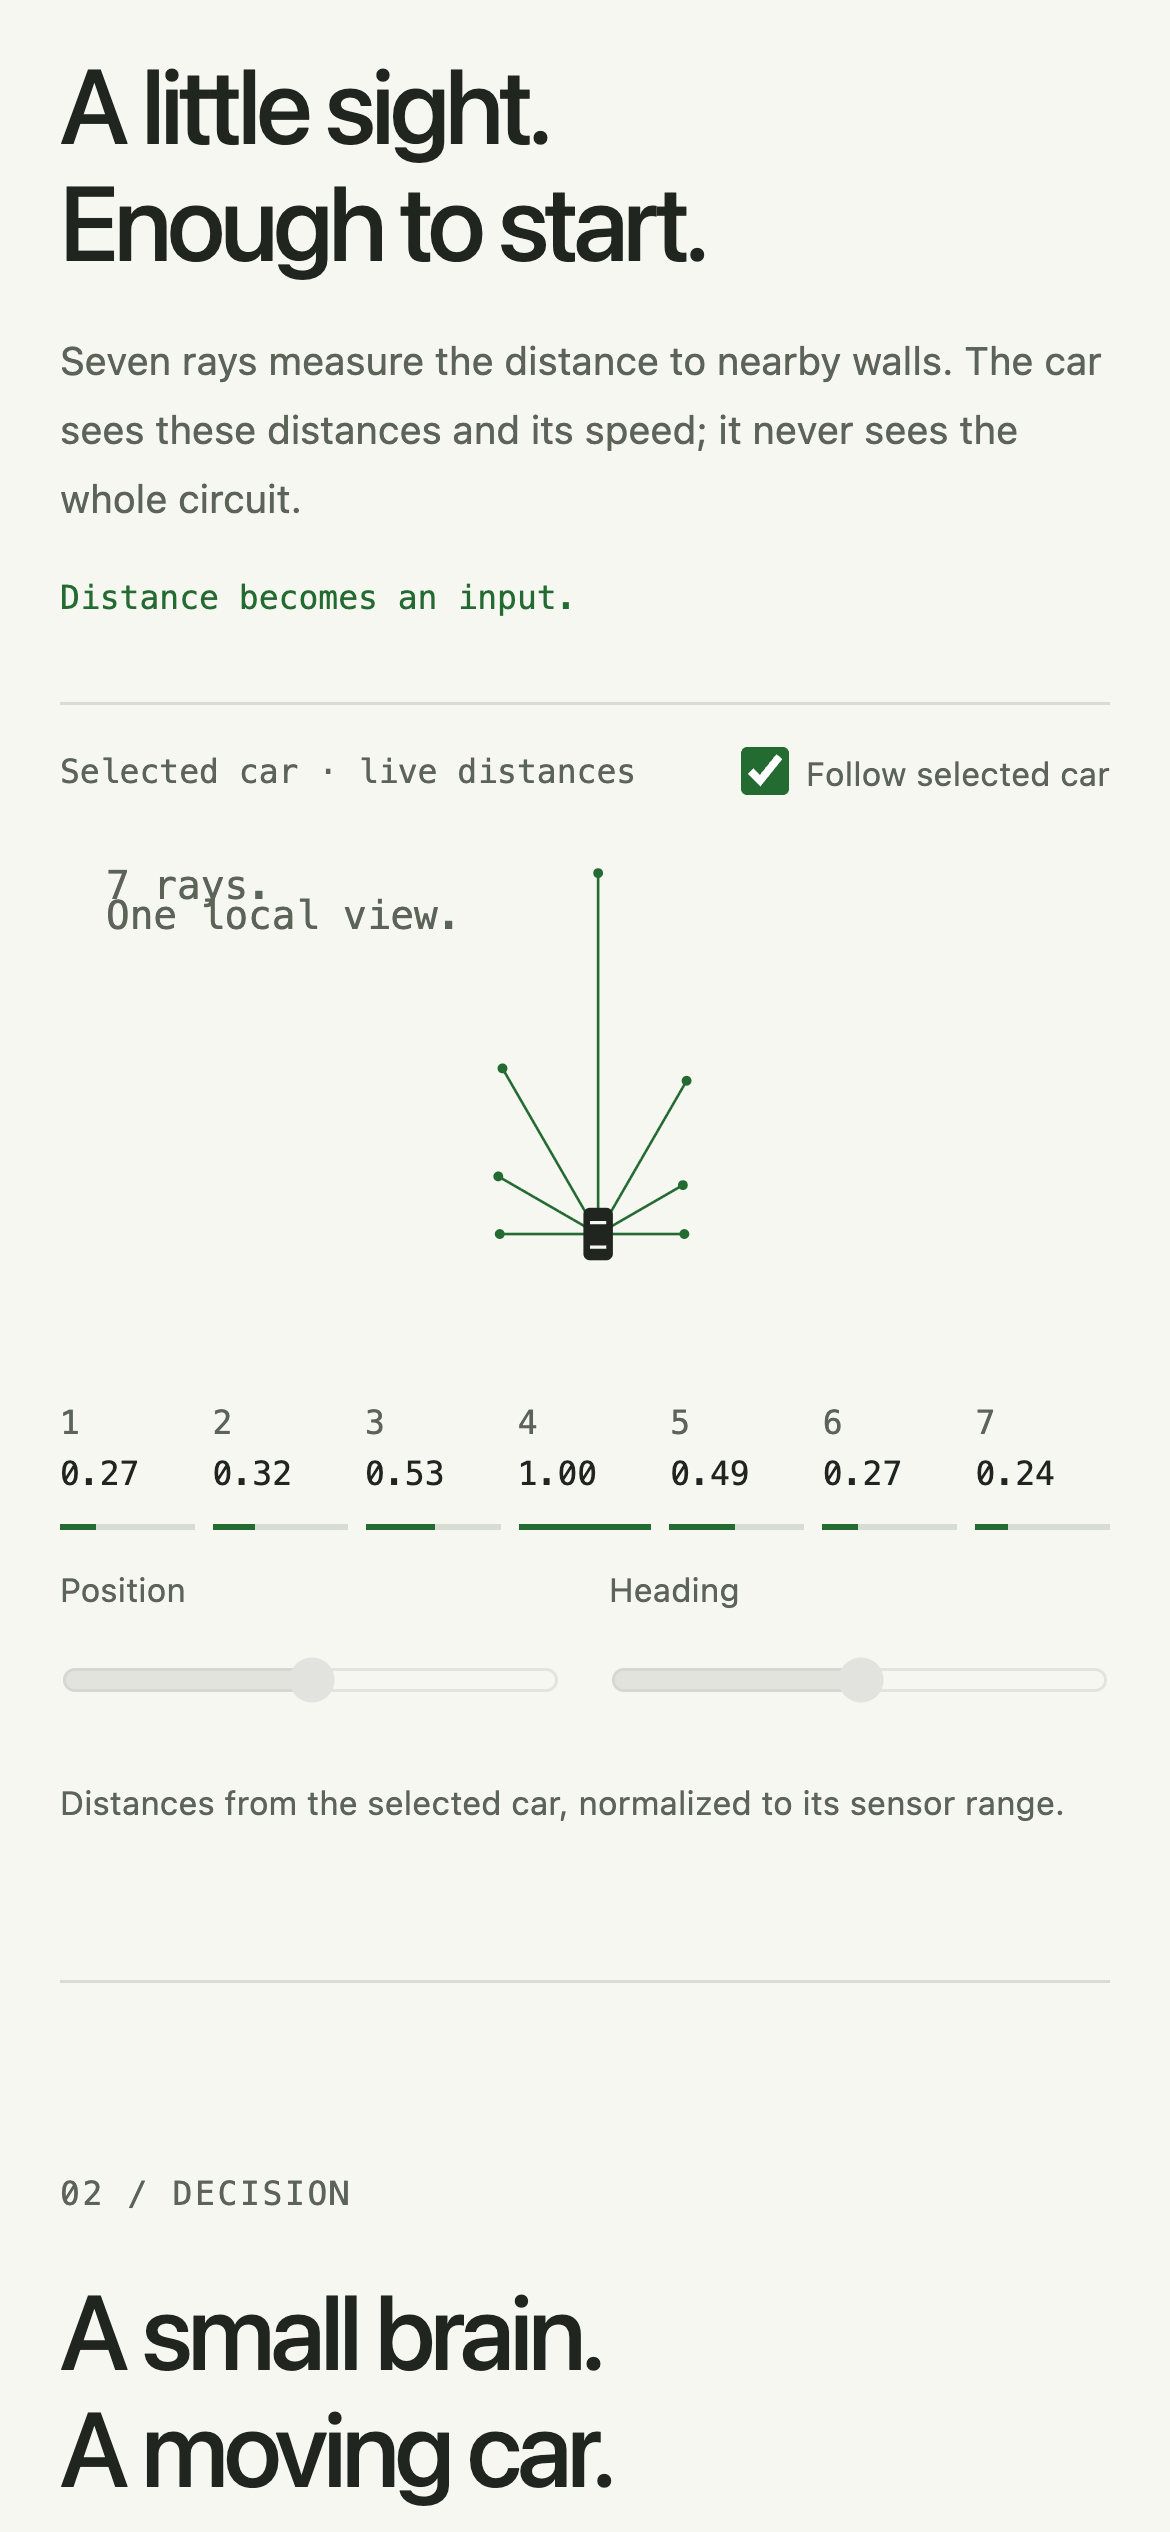 A little sight.
Enough to start.
Seven rays measure the distance to nearby walls. The car
sees these distances and its speed; it never sees the
whole circuit.
Distance becomes an input.
Selected car · live distances
Follow selected car
7 rays.
One local view.
1 2 3 4 5 6 7
0.27 0.32 0.53 1.00 0.49 0.27 0.24
Position Heading
Distances from the selected car, normalized to its sensor range.
02 / DECISION
A small brain.
A moving car.